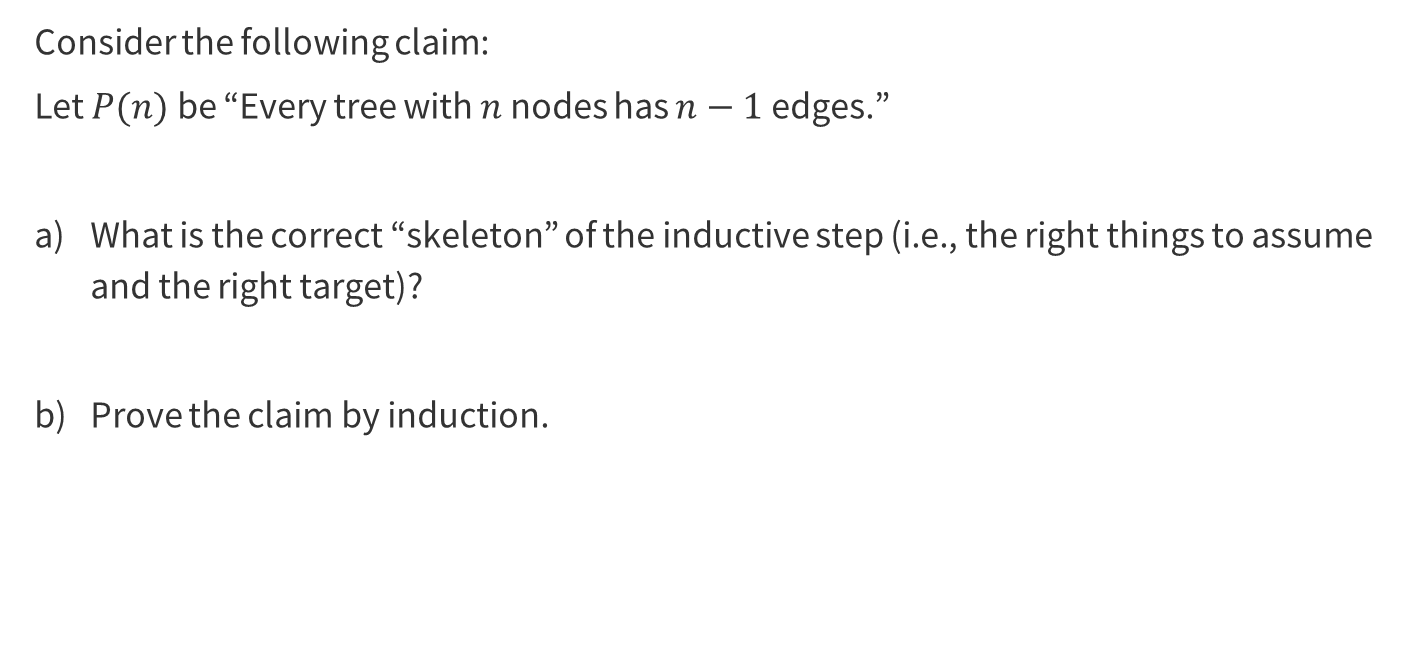 Consider the following claim:
Let P(n) be “Every tree with n nodes has n − 1 edges.”
a) What is the correct “skeleton” of the inductive step (i.e., the right things to assume
and the right target)?
b) Prove the claim by induction.